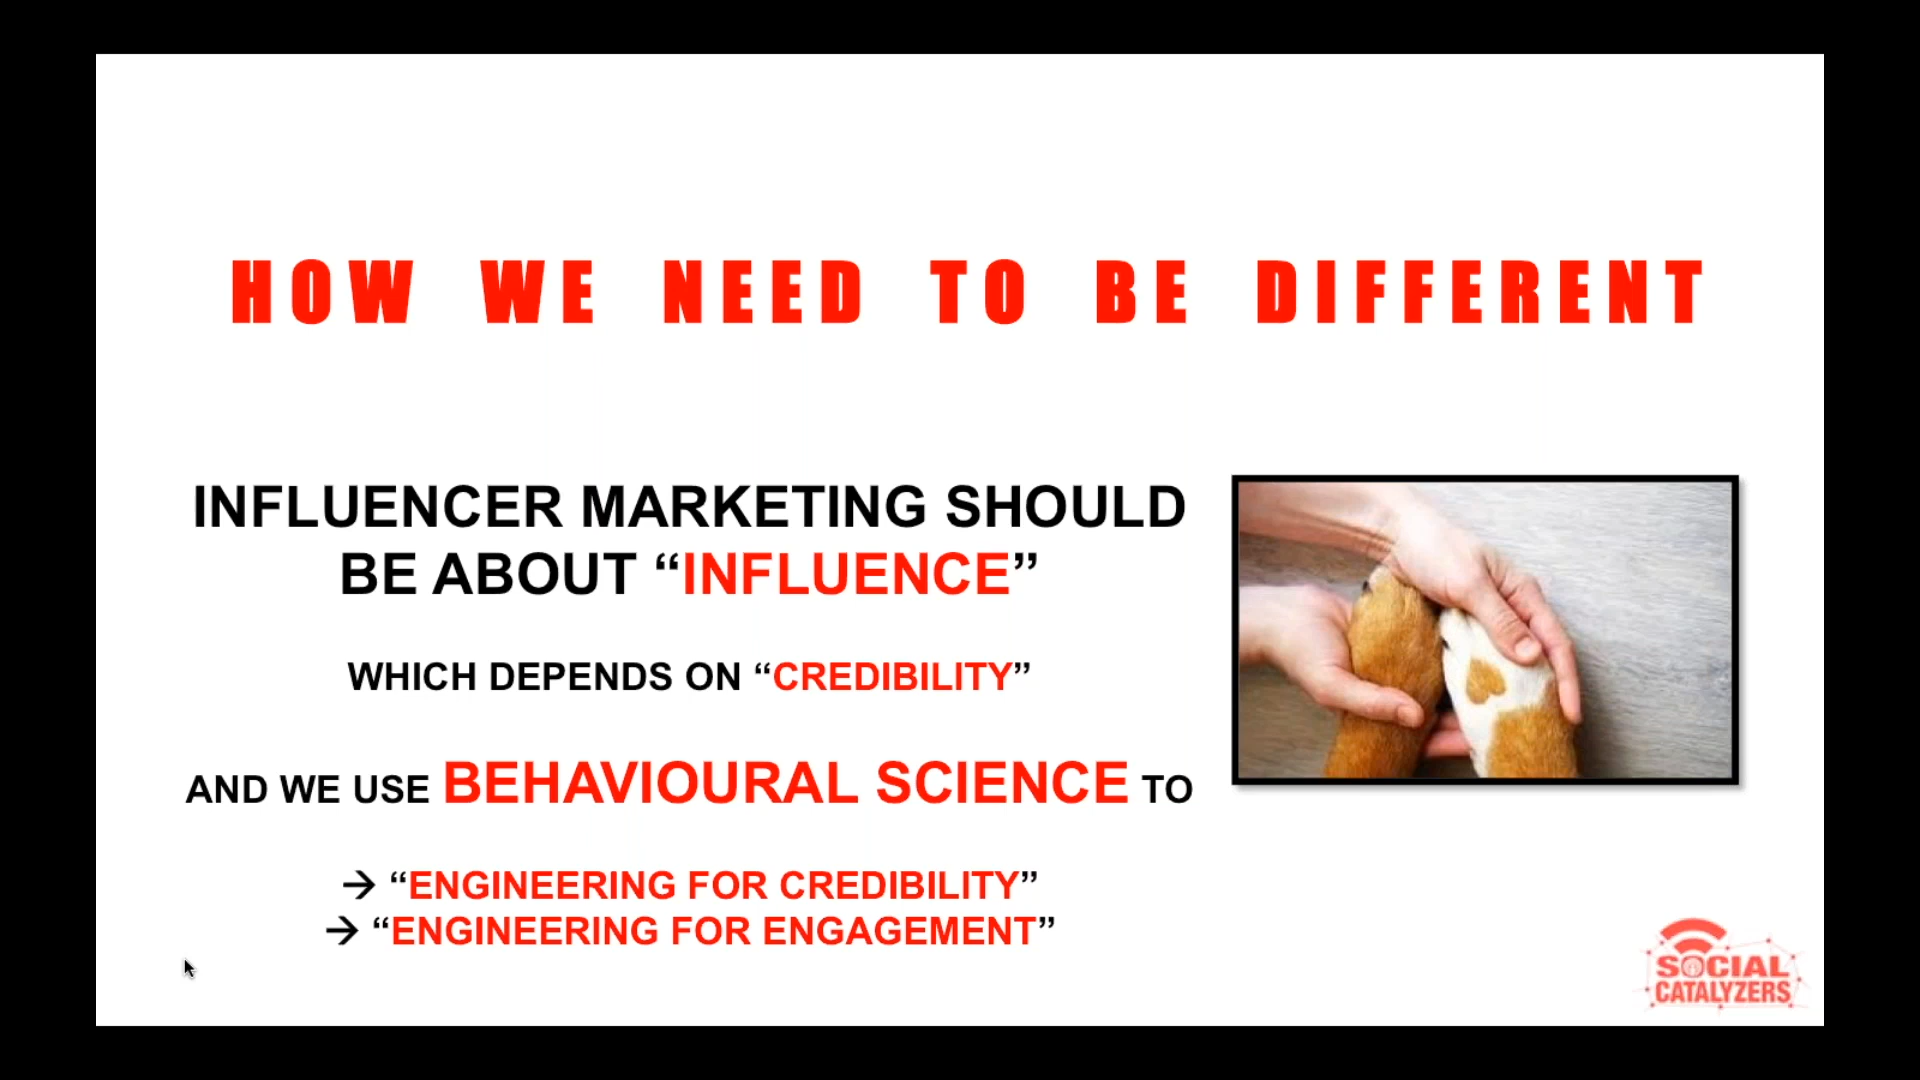 HOW WE NEED TO BE DIFFERENT
INFLUENCER MARKETING SHOULD
BE ABOUT “INFLUENCE”
WHICH DEPENDS ON “CREDIBILITY”
AND WE USE BEHAVIOURAL SCIENCE TO
→ “ENGINEERING FOR CREDIBILITY”
→ “ENGINEERING FOR ENGAGEMENT”
SOCIAL
CATALYZERS